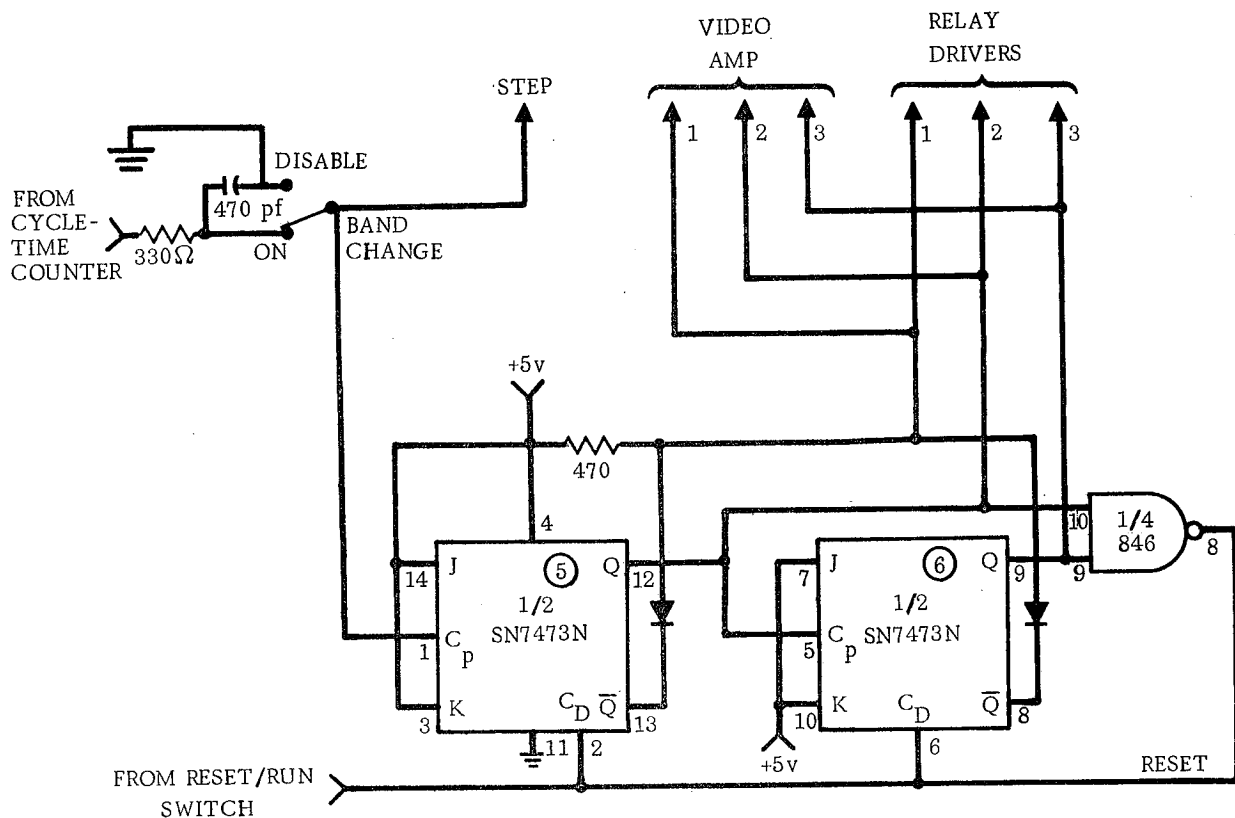 VIDEO
AMP
RELAY
DRIVERS
STEP
1
2
3
1
2
3
DISABLE
470 pf
FROM
CYCLE-
TIME
COUNTER
330Ω
ON
BAND
CHANGE
+5v
470
4
14
J
5
Q
12
1/2
SN7473N
1
Cp
3
K
CD
Q̅
13
11
2
7
J
6
Q
9
1/2
SN7473N
5
Cp
10
K
CD
Q̅
8
6
+5v
10
9
1/4
846
8
FROM RESET/RUN
SWITCH
RESET